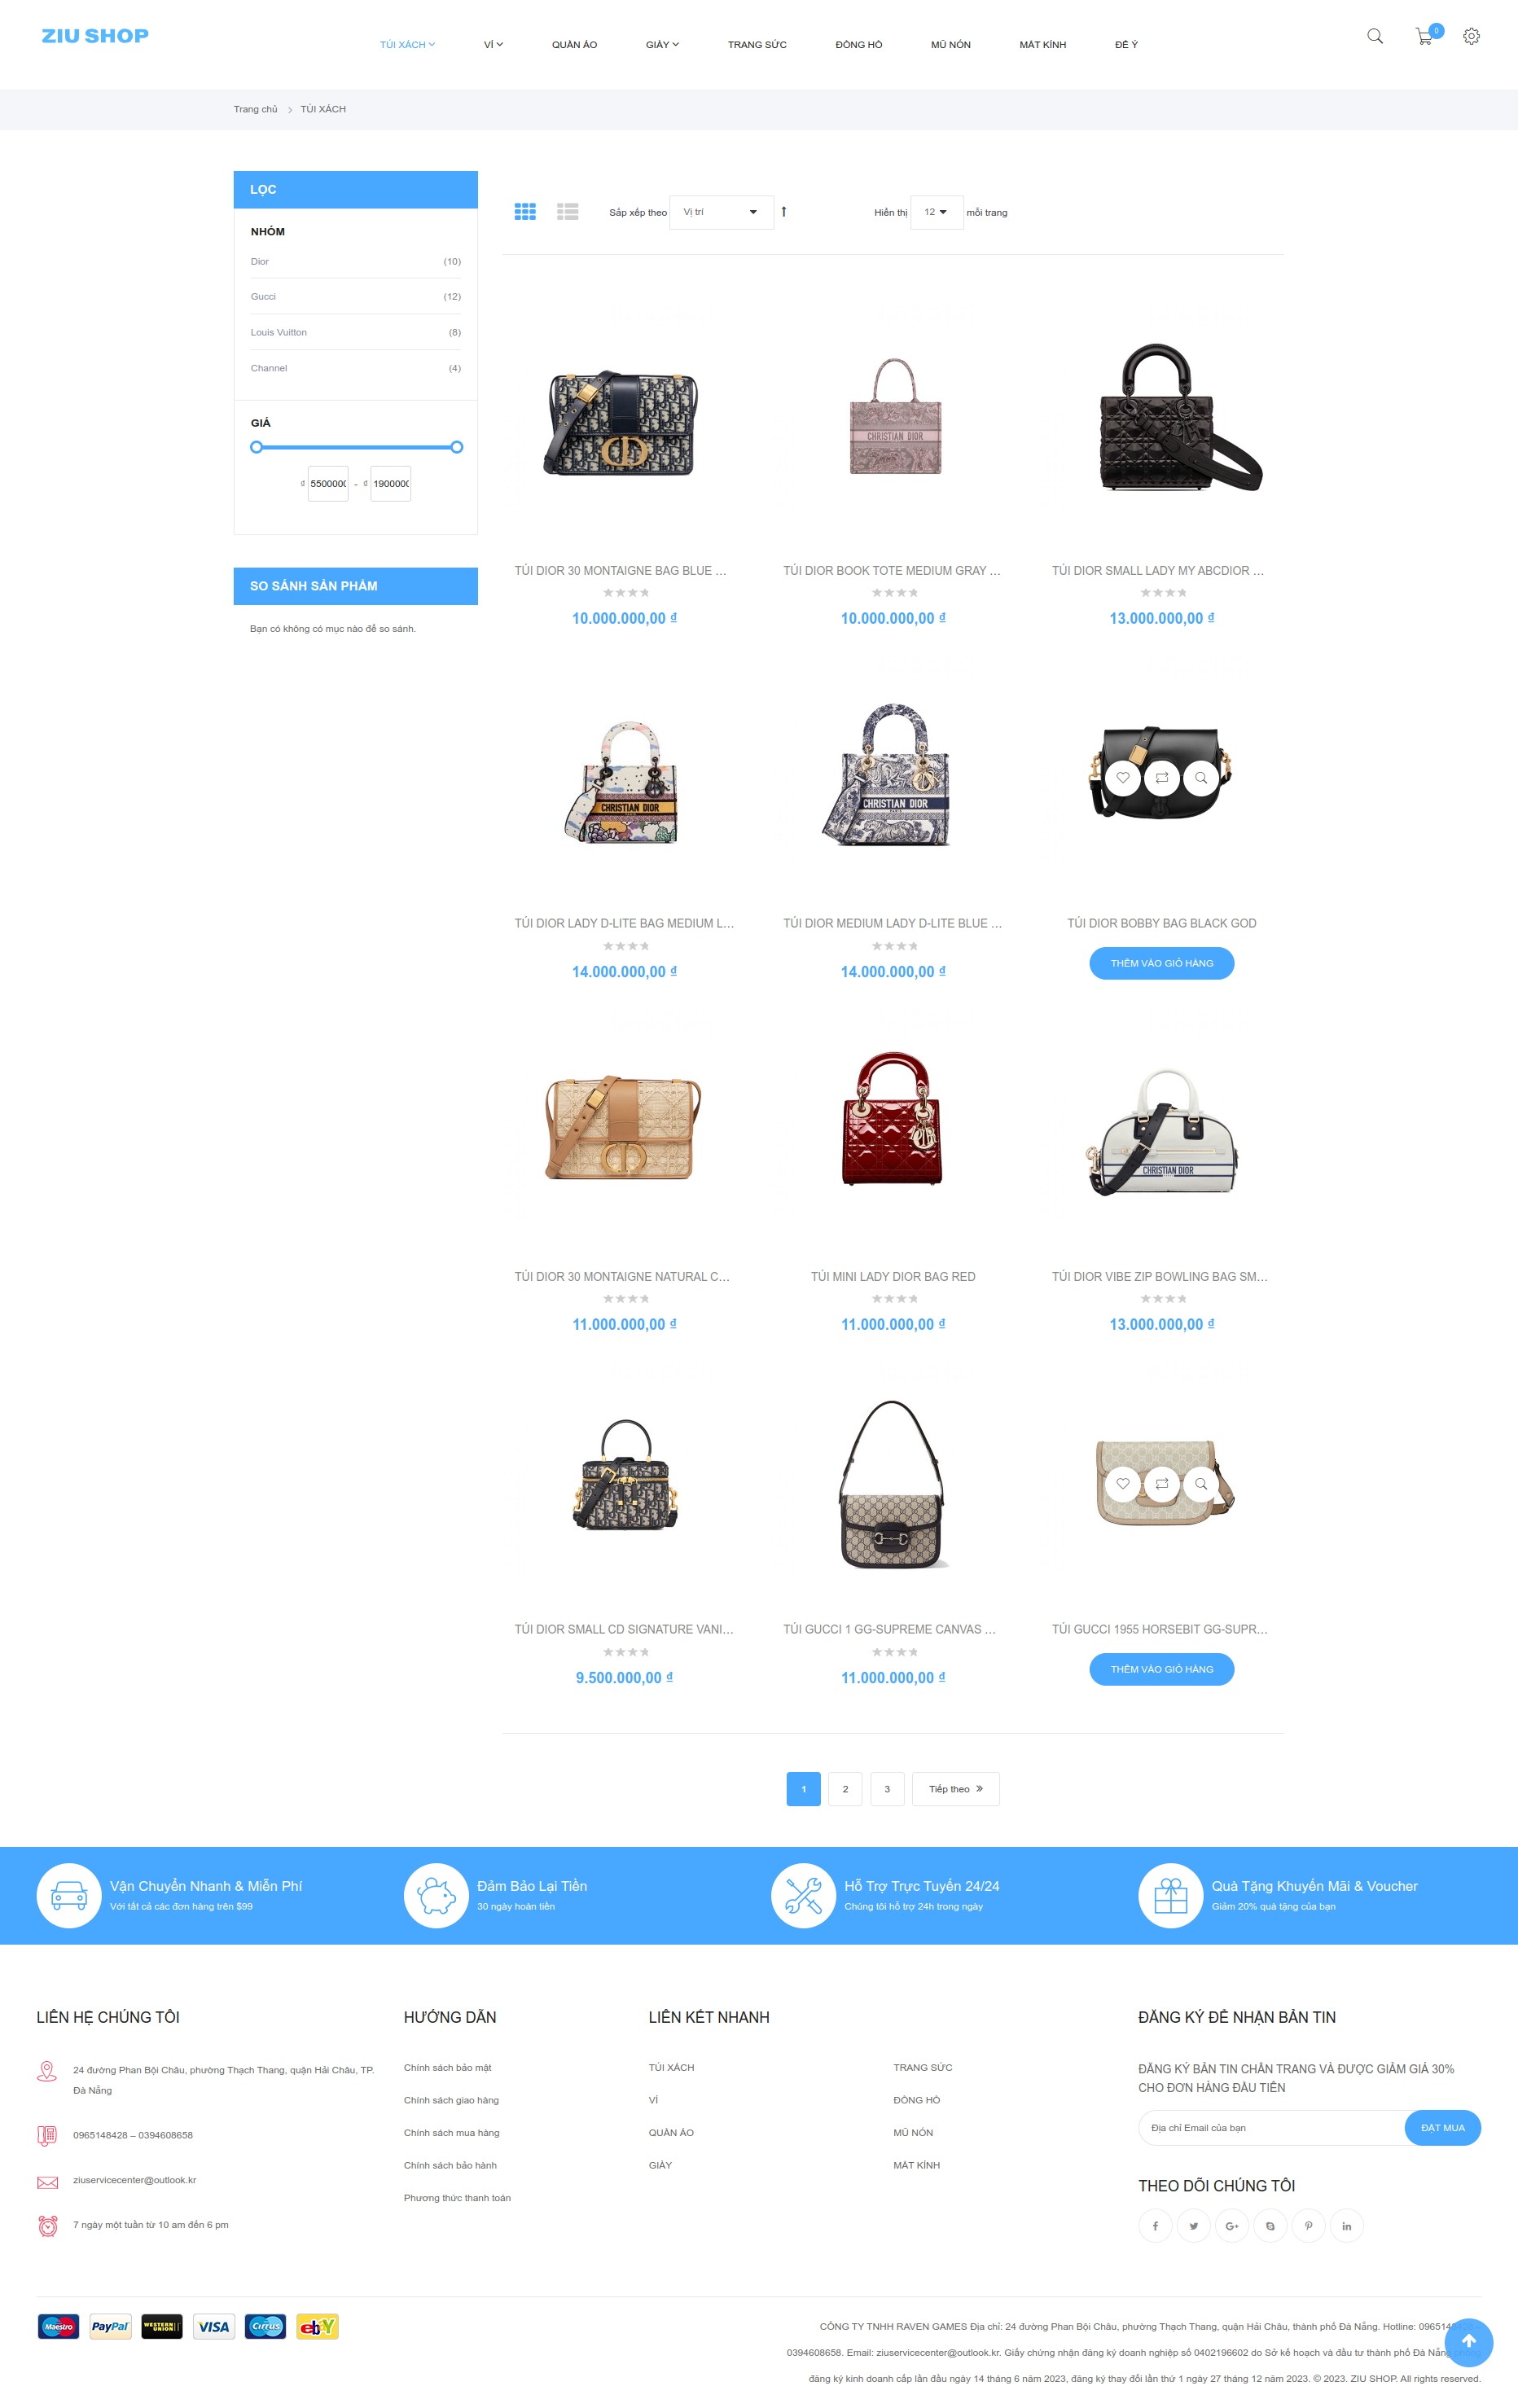 ZIU SHOP
TÚI XÁCH
VÍ
QUẦN ÁO
GIÀY
TRANG SỨC
ĐỒNG HỒ
MŨ NÓN
MẮT KÍNH
ĐỂ Ý
0
Trang chủ
TÚI XÁCH
LỌC
NHÓM
Dior (10)
Gucci (12)
Louis Vuitton (8)
Channel (4)
GIÁ
₫ 5500000 - ₫ 1900000
SO SÁNH SẢN PHẨM
Bạn có không có mục nào để so sánh.
Sắp xếp theo Vị trí
Hiển thị 12 mỗi trang
CHRISTIAN DIOR
TÚI DIOR 30 MONTAIGNE BAG BLUE ...
TÚI DIOR BOOK TOTE MEDIUM GRAY ...
TÚI DIOR SMALL LADY MY ABCDIOR ...
10.000.000,00 ₫
10.000.000,00 ₫
13.000.000,00 ₫
CHRISTIAN DIOR
CHRISTIAN DIOR
TÚI DIOR LADY D-LITE BAG MEDIUM L...
TÚI DIOR MEDIUM LADY D-LITE BLUE ...
TÚI DIOR BOBBY BAG BLACK GOD
14.000.000,00 ₫
14.000.000,00 ₫
THÊM VÀO GIỎ HÀNG
CHRISTIAN DIOR
TÚI DIOR 30 MONTAIGNE NATURAL C...
TÚI MINI LADY DIOR BAG RED
TÚI DIOR VIBE ZIP BOWLING BAG SM...
11.000.000,00 ₫
11.000.000,00 ₫
13.000.000,00 ₫
TÚI DIOR SMALL CD SIGNATURE VANI...
TÚI GUCCI 1 GG-SUPREME CANVAS ...
TÚI GUCCI 1955 HORSEBIT GG-SUPR...
9.500.000,00 ₫
11.000.000,00 ₫
THÊM VÀO GIỎ HÀNG
1
2
3
Tiếp theo »
Vận Chuyển Nhanh & Miễn Phí
Với tất cả các đơn hàng trên $99
Đảm Bảo Lại Tiền
30 ngày hoàn tiền
Hỗ Trợ Trực Tuyến 24/24
Chúng tôi hỗ trợ 24h trong ngày
Quà Tặng Khuyến Mãi & Voucher
Giảm 20% quà tặng của bạn
LIÊN HỆ CHÚNG TÔI
24 đường Phan Bội Châu, phường Thạch Thang, quận Hải Châu, TP.
Đà Nẵng
0965148428 – 0394608658
ziuservicecenter@outlook.kr
7 ngày một tuần từ 10 am đến 6 pm
HƯỚNG DẪN
Chính sách bảo mật
Chính sách giao hàng
Chính sách mua hàng
Chính sách bảo hành
Phương thức thanh toán
LIÊN KẾT NHANH
TÚI XÁCH
VÍ
QUẦN ÁO
GIÀY
TRANG SỨC
ĐỒNG HỒ
MŨ NÓN
MẮT KÍNH
ĐĂNG KÝ ĐỂ NHẬN BẢN TIN
ĐĂNG KÝ BẢN TIN CHÂN TRANG VÀ ĐƯỢC GIẢM GIÁ 30%
CHO ĐƠN HÀNG ĐẦU TIÊN
Địa chỉ Email của bạn
ĐẶT MUA
THEO DÕI CHÚNG TÔI
Maestro
PayPal
WESTERN UNION
VISA
Cirrus
ebY
CÔNG TY TNHH RAVEN GAMES Địa chỉ: 24 đường Phan Bội Châu, phường Thạch Thang, quận Hải Châu, thành phố Đà Nẵng. Hotline:
0394608658. Email: ziuservicecenter@outlook.kr. Giấy chứng nhận đăng ký doanh nghiệp số 0402196602 do Sở kế hoạch và đầu tư thành phố Đà Nẵng
đăng ký kinh doanh cấp lần đầu ngày 14 tháng 6 năm 2023, đăng ký thay đổi lần thứ 1 ngày 27 tháng 12 năm 2023. © 2023. ZIU SHOP. All rights reserved.